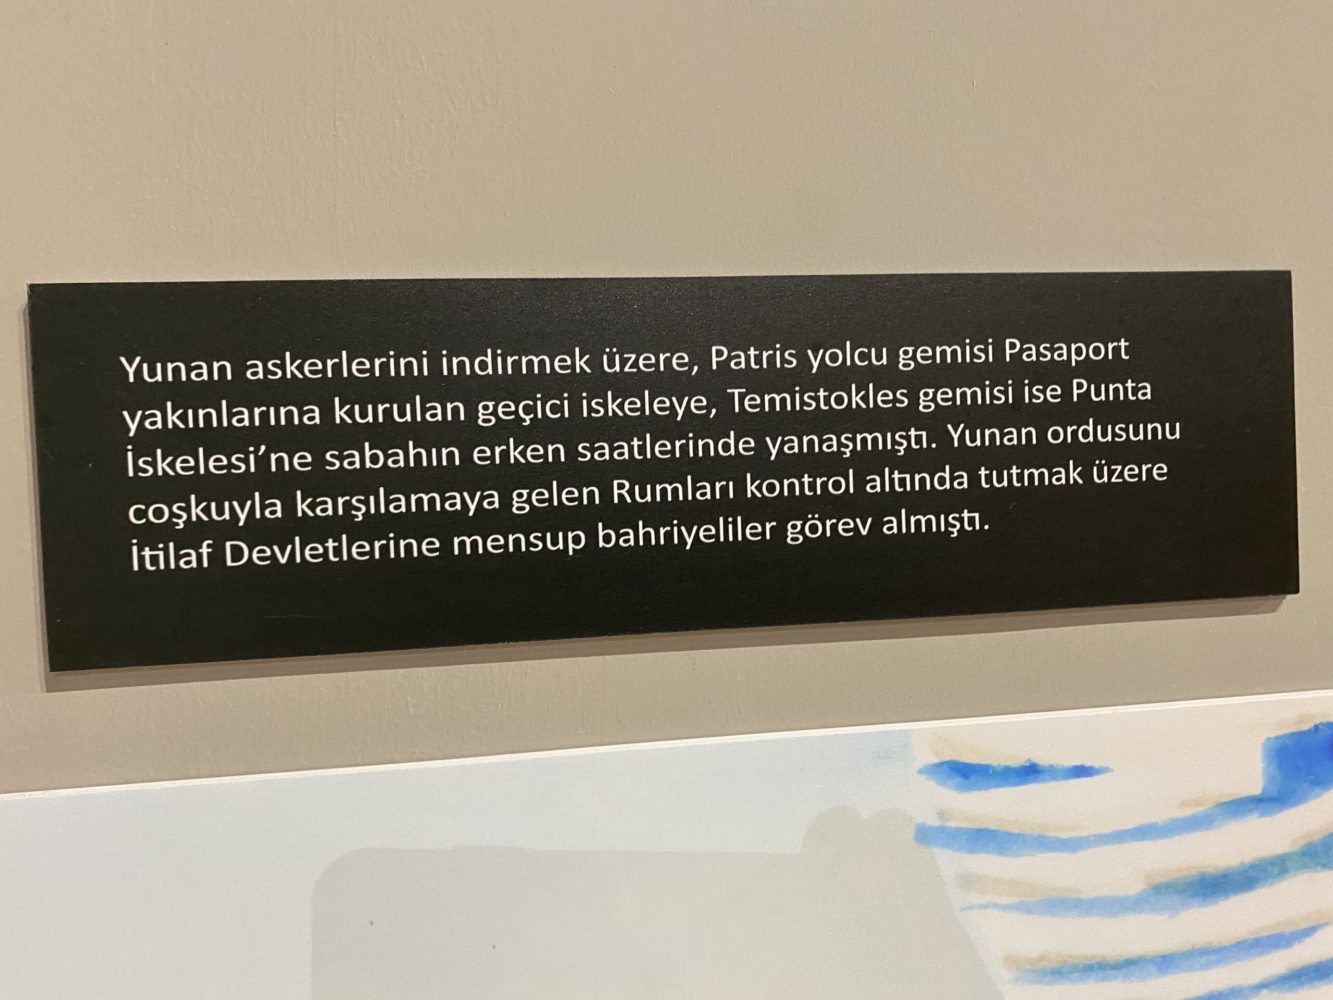 Yunan askerlerini indirmek üzere, Patris yolcu gemisi Pasaport
yakınlarına kurulan geçici iskeleye, Temistokles gemisi ise Punta
İskelesi’ne sabahın erken saatlerinde yanaşmıştı. Yunan ordusunu
coşkuyla karşılamaya gelen Rumları kontrol altında tutmak üzere
İtilaf Devletlerine mensup bahriyeliler görev almıştı.